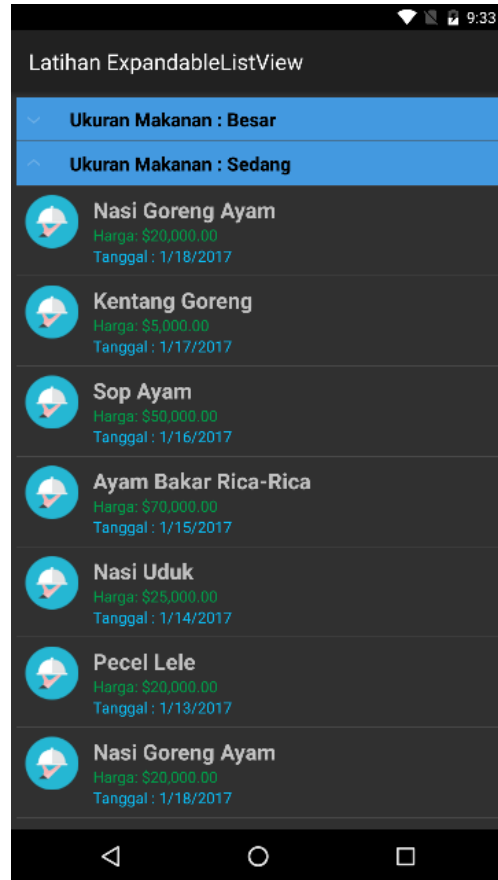 9:33
Latihan ExpandableListView
Ukuran Makanan : Besar
Ukuran Makanan : Sedang
Nasi Goreng Ayam
Harga: $20,000.00
Tanggal : 1/18/2017
Kentang Goreng
Harga: $5,000.00
Tanggal : 1/17/2017
Sop Ayam
Harga: $50,000.00
Tanggal : 1/16/2017
Ayam Bakar Rica-Rica
Harga: $70,000.00
Tanggal : 1/15/2017
Nasi Uduk
Harga: $25,000.00
Tanggal : 1/14/2017
Pecel Lele
Harga: $20,000.00
Tanggal : 1/13/2017
Nasi Goreng Ayam
Harga: $20,000.00
Tanggal : 1/18/2017